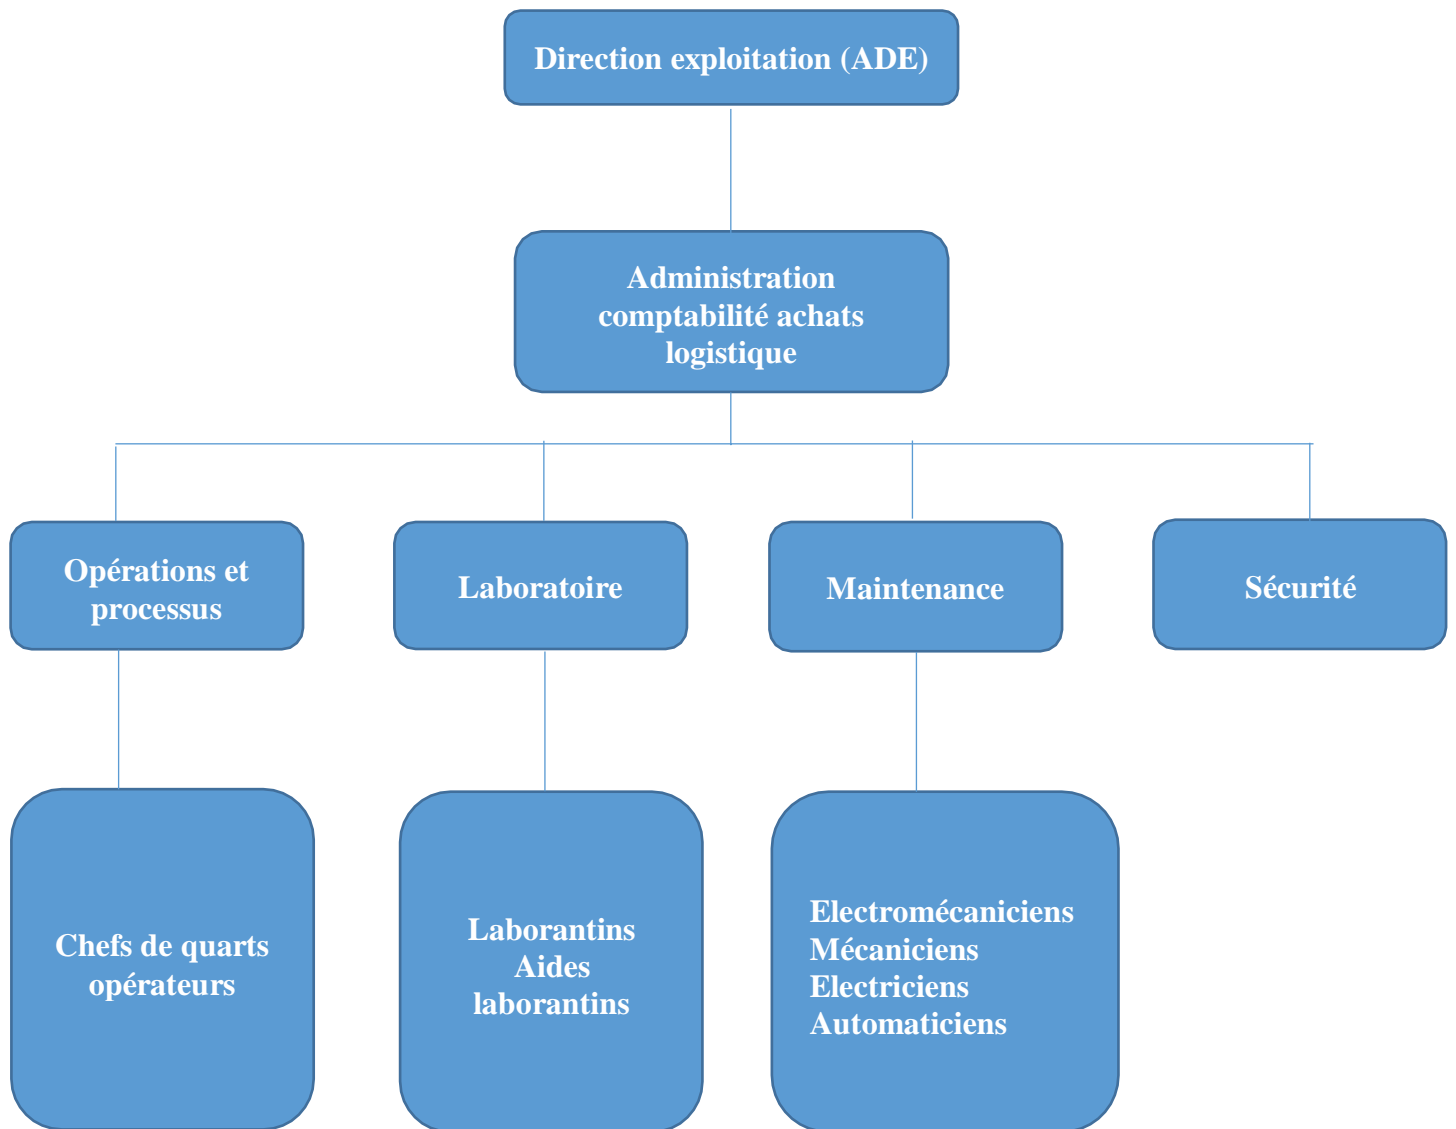 Direction exploitation (ADE)
Administration
comptabilité achats
logistique
Opérations et
processus
Laboratoire
Maintenance
Sécurité
Chefs de quarts
opérateurs
Laborantins
Aides
laborantins
Electromécaniciens
Mécaniciens
Electriciens
Automaticiens